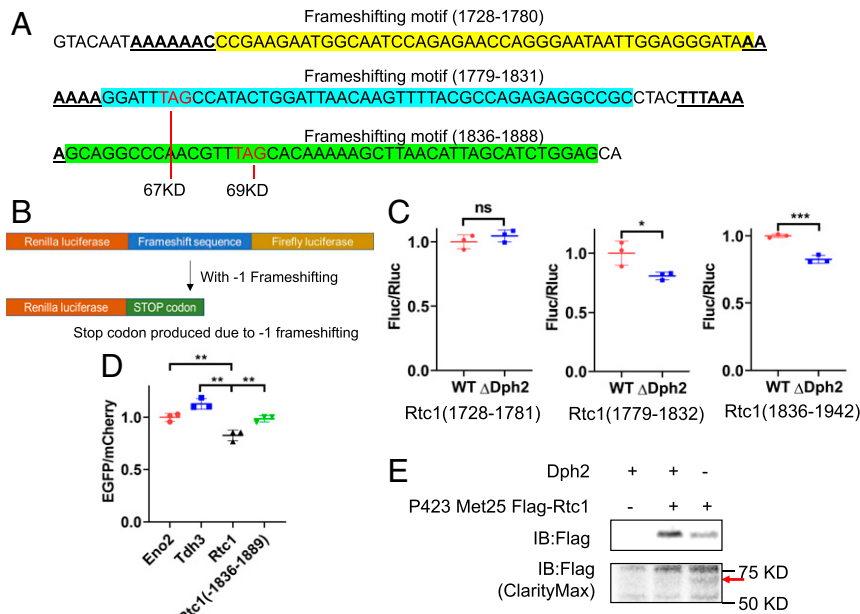 A
Frameshifting motif (1728-1780)
GTACAATAAAAAACCCGAAGAATGGCAATCCAGAGAACCAGGGAATAATTGGAGGGATAAA
Frameshifting motif (1779-1831)
AAAAGGATTTAGCCATACTGGATTAACAAGTTTTACGCCAGAGAGGCCGCCTACTTTAAA
Frameshifting motif (1836-1888)
AGCAGGCCCAACGTTTAGCACAAAAAGCTTAACATTAGCATCTGGAGCA
67KD
69KD
B
Renilla luciferase
Frameshift sequence
Firefly luciferase
With -1 Frameshifting
Renilla luciferase
STOP codon
Stop codon produced due to -1 frameshifting
C
Fluc/Rluc
1.0
0.5
0.0
ns
WT ΔDph2
Rtc1(1728-1781)
Fluc/Rluc
1.0
0.5
0.0
*
WT ΔDph2
Rtc1(1779-1832)
Fluc/Rluc
1.0
0.5
0.0
***
WT ΔDph2
Rtc1(1836-1942)
D
EGFP/mCherry
1.0
0.5
0.0
**
** **
Eno2
Tdh3
Rtc1
Rtc1(-1836-1889)
E
Dph2 + + -
P423 Met25 Flag-Rtc1 - + +
IB:Flag
IB:Flag
(ClarityMax)
75 KD
50 KD